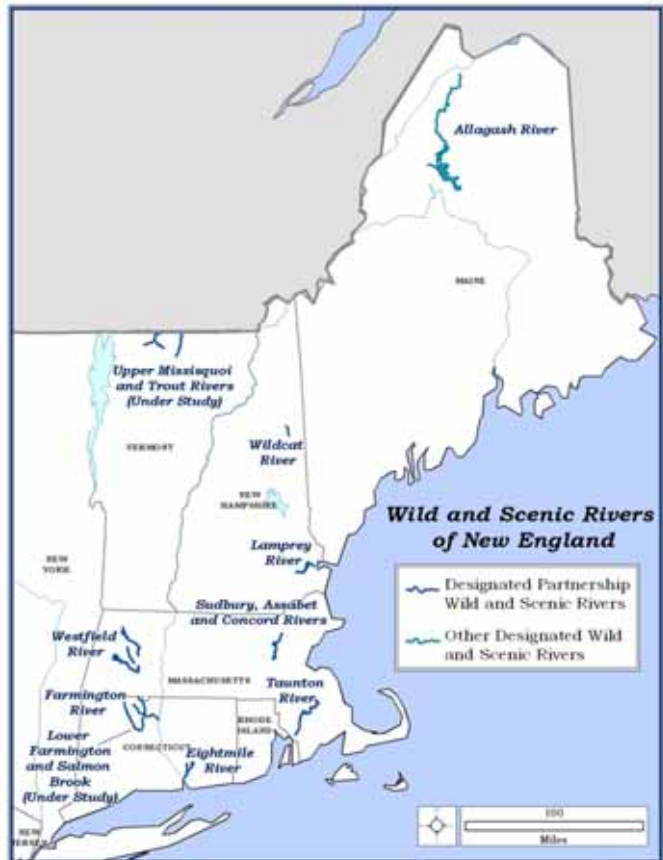 Allagash River
MAINE
Upper Missisquoi
and Trout Rivers
(Under Study)
VERMONT
Wildcat
River
NEW
HAMPSHIRE
Wild and Scenic Rivers
of New England
NEW
YORK
Lamprey
River
Designated Partnership
Wild and Scenic Rivers
Other Designated Wild
and Scenic Rivers
Sudbury, Assabet
and Concord Rivers
Westfield
River
MASSACHUSETTS
Taunton
River
Farmington
River
RHODE
ISLAND
Lower
Farmington
and Salmon
Brook
(Under Study)
CONNECTICUT
Eightmile
River
NEW
JERSEY
100
Miles